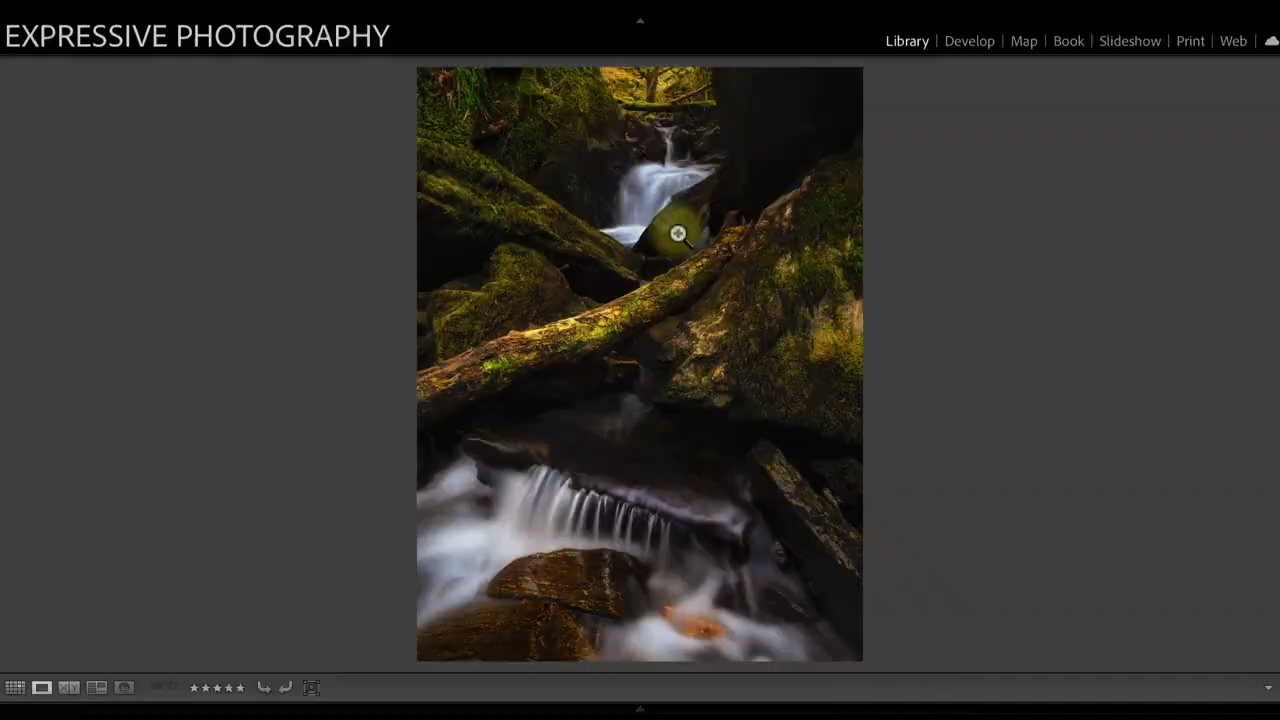 EXPRESSIVE PHOTOGRAPHY
Library | Develop | Map | Book | Slideshow | Print | Web |